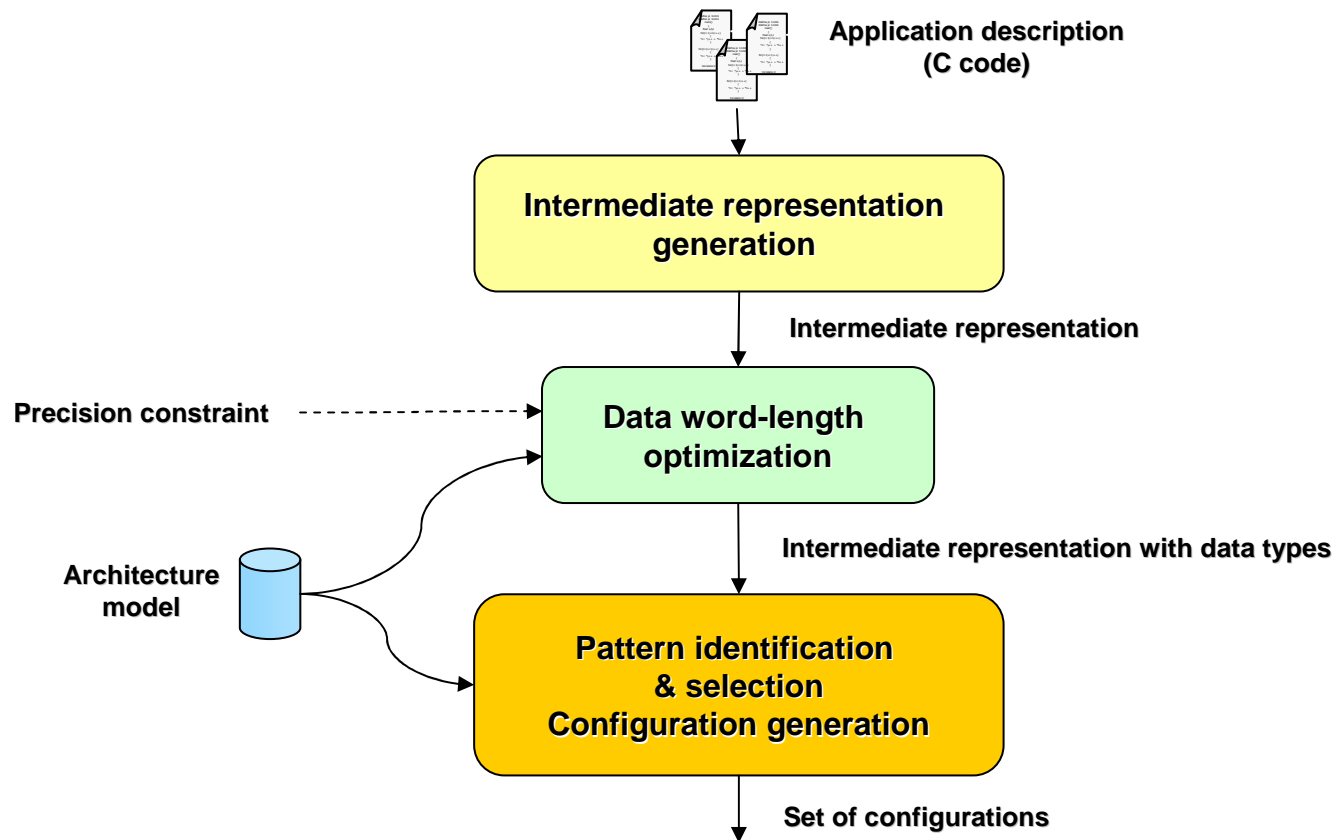 Application description
(C code)
Intermediate representation
generation
Intermediate representation
Precision constraint
Data word-length
optimization
Intermediate representation with data types
Architecture
model
Pattern identification
& selection
Configuration generation
Set of configurations